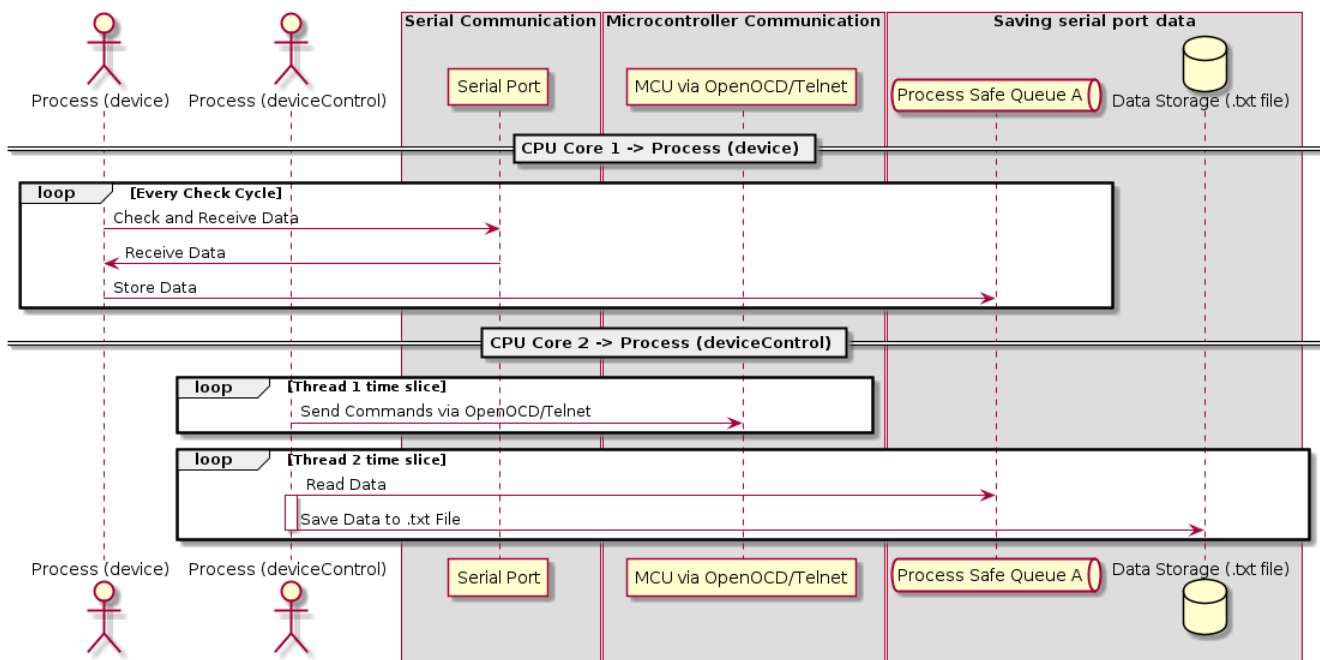 Serial Communication
Microcontroller Communication
Saving serial port data
Process (device)
Process (deviceControl)
Serial Port
MCU via OpenOCD/Telnet
Process Safe Queue A
Data Storage (.txt file)
CPU Core 1 -> Process (device)
loop [Every Check Cycle]
Check and Receive Data
Receive Data
Store Data
CPU Core 2 -> Process (deviceControl)
loop [Thread 1 time slice]
Send Commands via OpenOCD/Telnet
loop [Thread 2 time slice]
Read Data
Save Data to .txt File
Process (device)
Process (deviceControl)
Serial Port
MCU via OpenOCD/Telnet
Process Safe Queue A
Data Storage (.txt file)